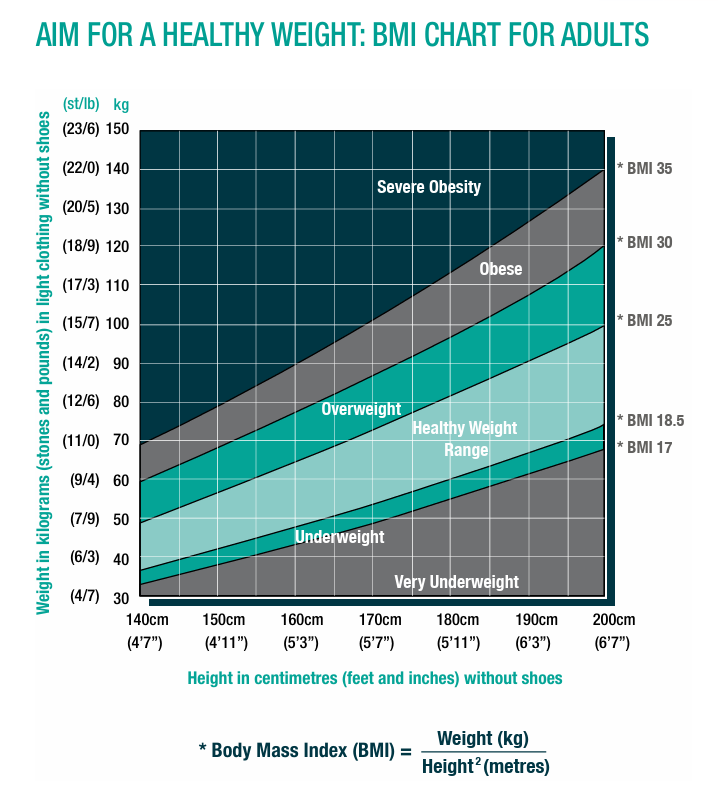 AIM FOR A HEALTHY WEIGHT: BMI CHART FOR ADULTS
(st/lb) kg
Weight in kilograms (stones and pounds) in light clothing without shoes
(23/6) 150
(22/0) 140
(20/5) 130
(18/9) 120
(17/3) 110
(15/7) 100
(14/2) 90
(12/6) 80
(11/0) 70
(9/4) 60
(7/9) 50
(6/3) 40
(4/7) 30
Severe Obesity
Obese
Overweight
Healthy Weight
Range
Underweight
Very Underweight
* BMI 35
* BMI 30
* BMI 25
* BMI 18.5
* BMI 17
140cm 150cm 160cm 170cm 180cm 190cm 200cm
(4’7”) (4’11”) (5’3”) (5’7”) (5’11”) (6’3”) (6’7”)
Height in centimetres (feet and inches) without shoes
* Body Mass Index (BMI) = Weight (kg)
Height² (metres)